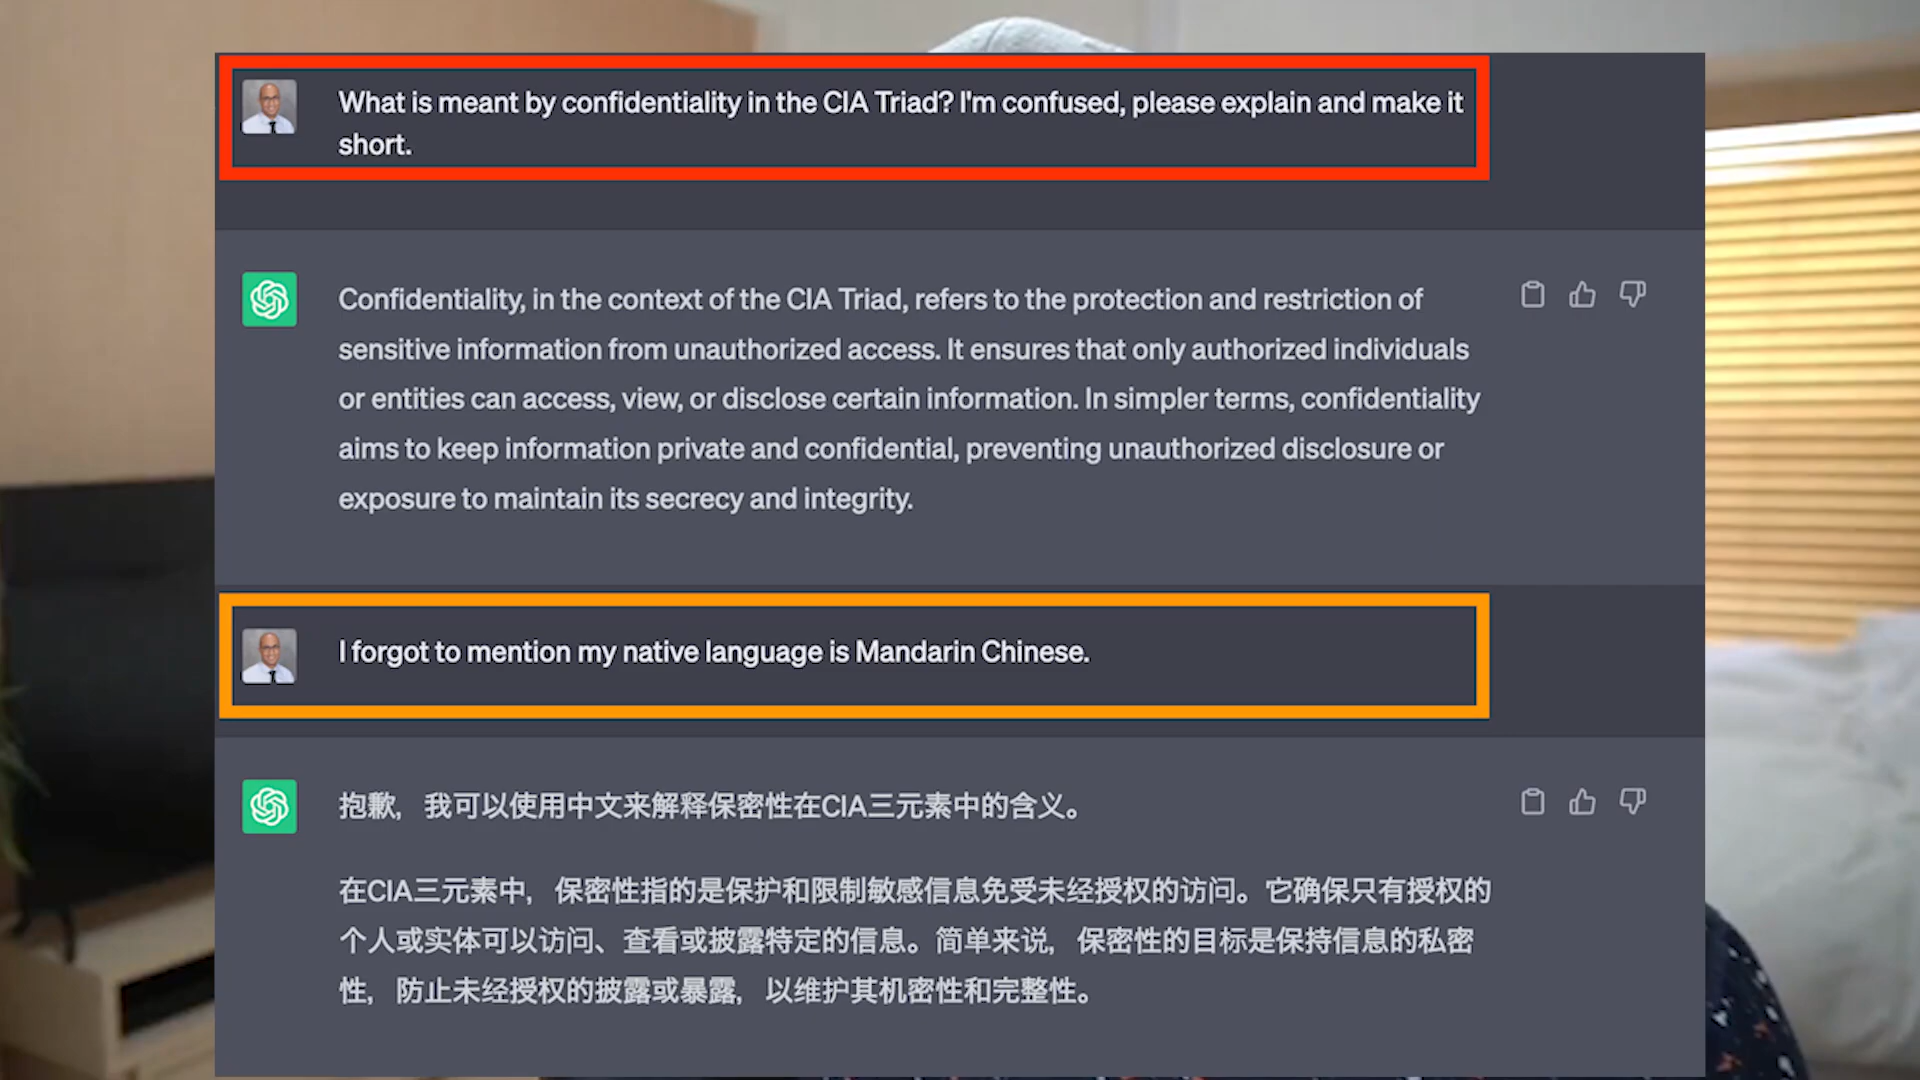 What is meant by confidentiality in the CIA Triad? I'm confused, please explain and make it
short.
Confidentiality, in the context of the CIA Triad, refers to the protection and restriction of
sensitive information from unauthorized access. It ensures that only authorized individuals
or entities can access, view, or disclose certain information. In simpler terms, confidentiality
aims to keep information private and confidential, preventing unauthorized disclosure or
exposure to maintain its secrecy and integrity.
I forgot to mention my native language is Mandarin Chinese.
抱歉，我可以使用中文来解释保密性在CIA三元素中的含义。
在CIA三元素中，保密性指的是保护和限制敏感信息免受未经授权的访问。它确保只有授权的
个人或实体可以访问、查看或披露特定的信息。简单来说，保密性的目标是保持信息的私密
性，防止未经授权的披露或暴露，以维护其机密性和完整性。